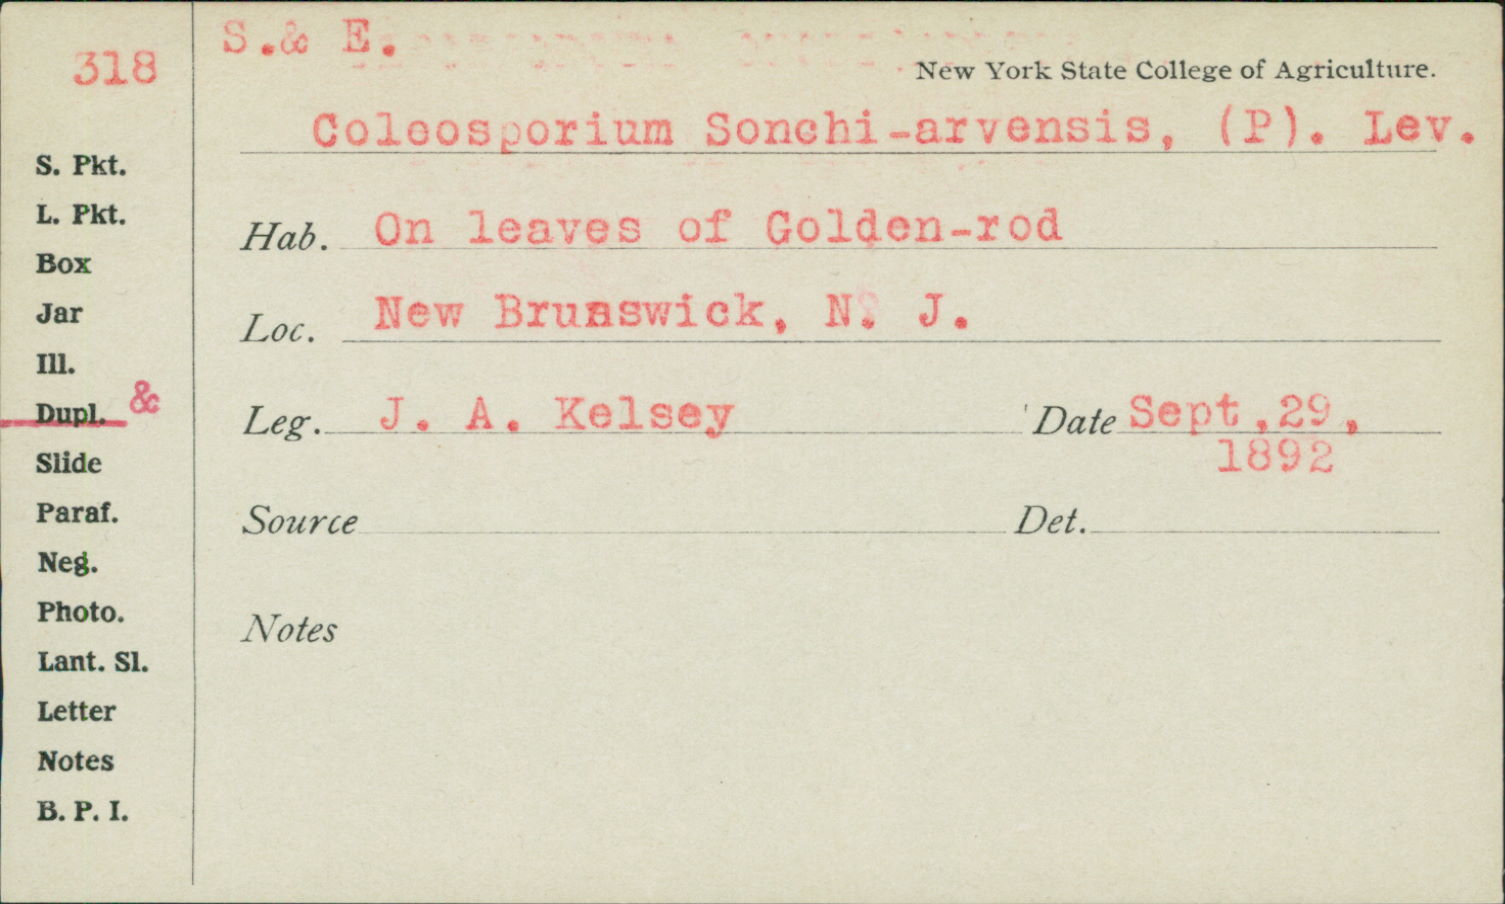 318
S.& E.
New York State College of Agriculture.
Coleosporium Sonchi-arvensis, (P). Lev.
S. Pkt.
L. Pkt.
Hab. On leaves of Golden-rod
Box
Jar
Loc. New Brunswick, N. J.
Ill.
Dupl. &
Leg. J. A. Kelsey Date Sept.29,
1892
Slide
Paraf.
Source Det.
Neg.
Photo.
Notes
Lant. Sl.
Letter
Notes
B. P. I.